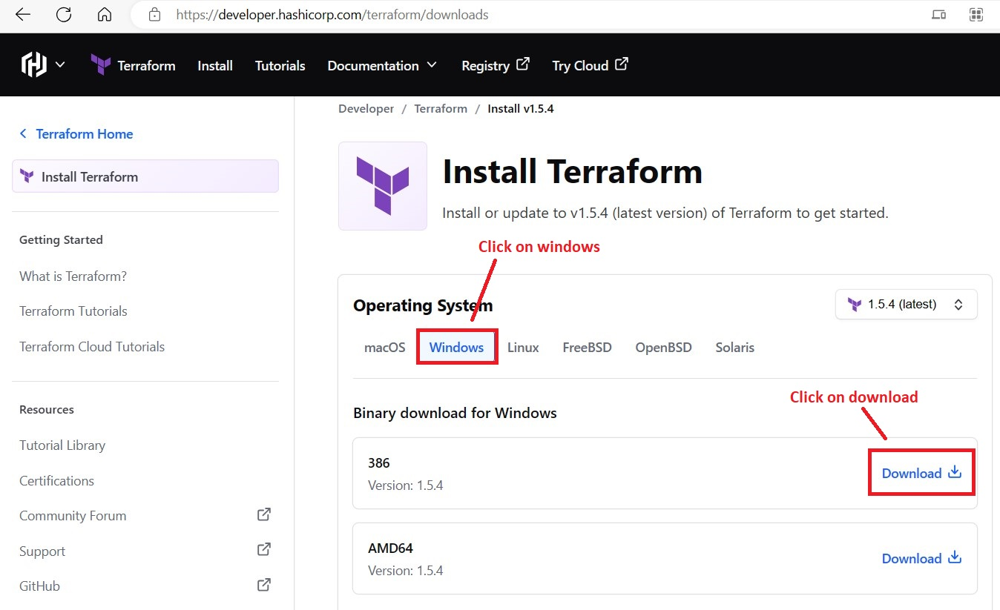 https://developer.hashicorp.com/terraform/downloads
Terraform Install Tutorials Documentation Registry Try Cloud
Developer / Terraform / Install v1.5.4
Terraform Home
Install Terraform
Getting Started
What is Terraform?
Terraform Tutorials
Terraform Cloud Tutorials
Resources
Tutorial Library
Certifications
Community Forum
Support
GitHub
Install Terraform
Install or update to v1.5.4 (latest version) of Terraform to get started.
Click on windows
Operating System
1.5.4 (latest)
macOS Windows Linux FreeBSD OpenBSD Solaris
Click on download
Binary download for Windows
386
Version: 1.5.4
Download
AMD64
Version: 1.5.4
Download